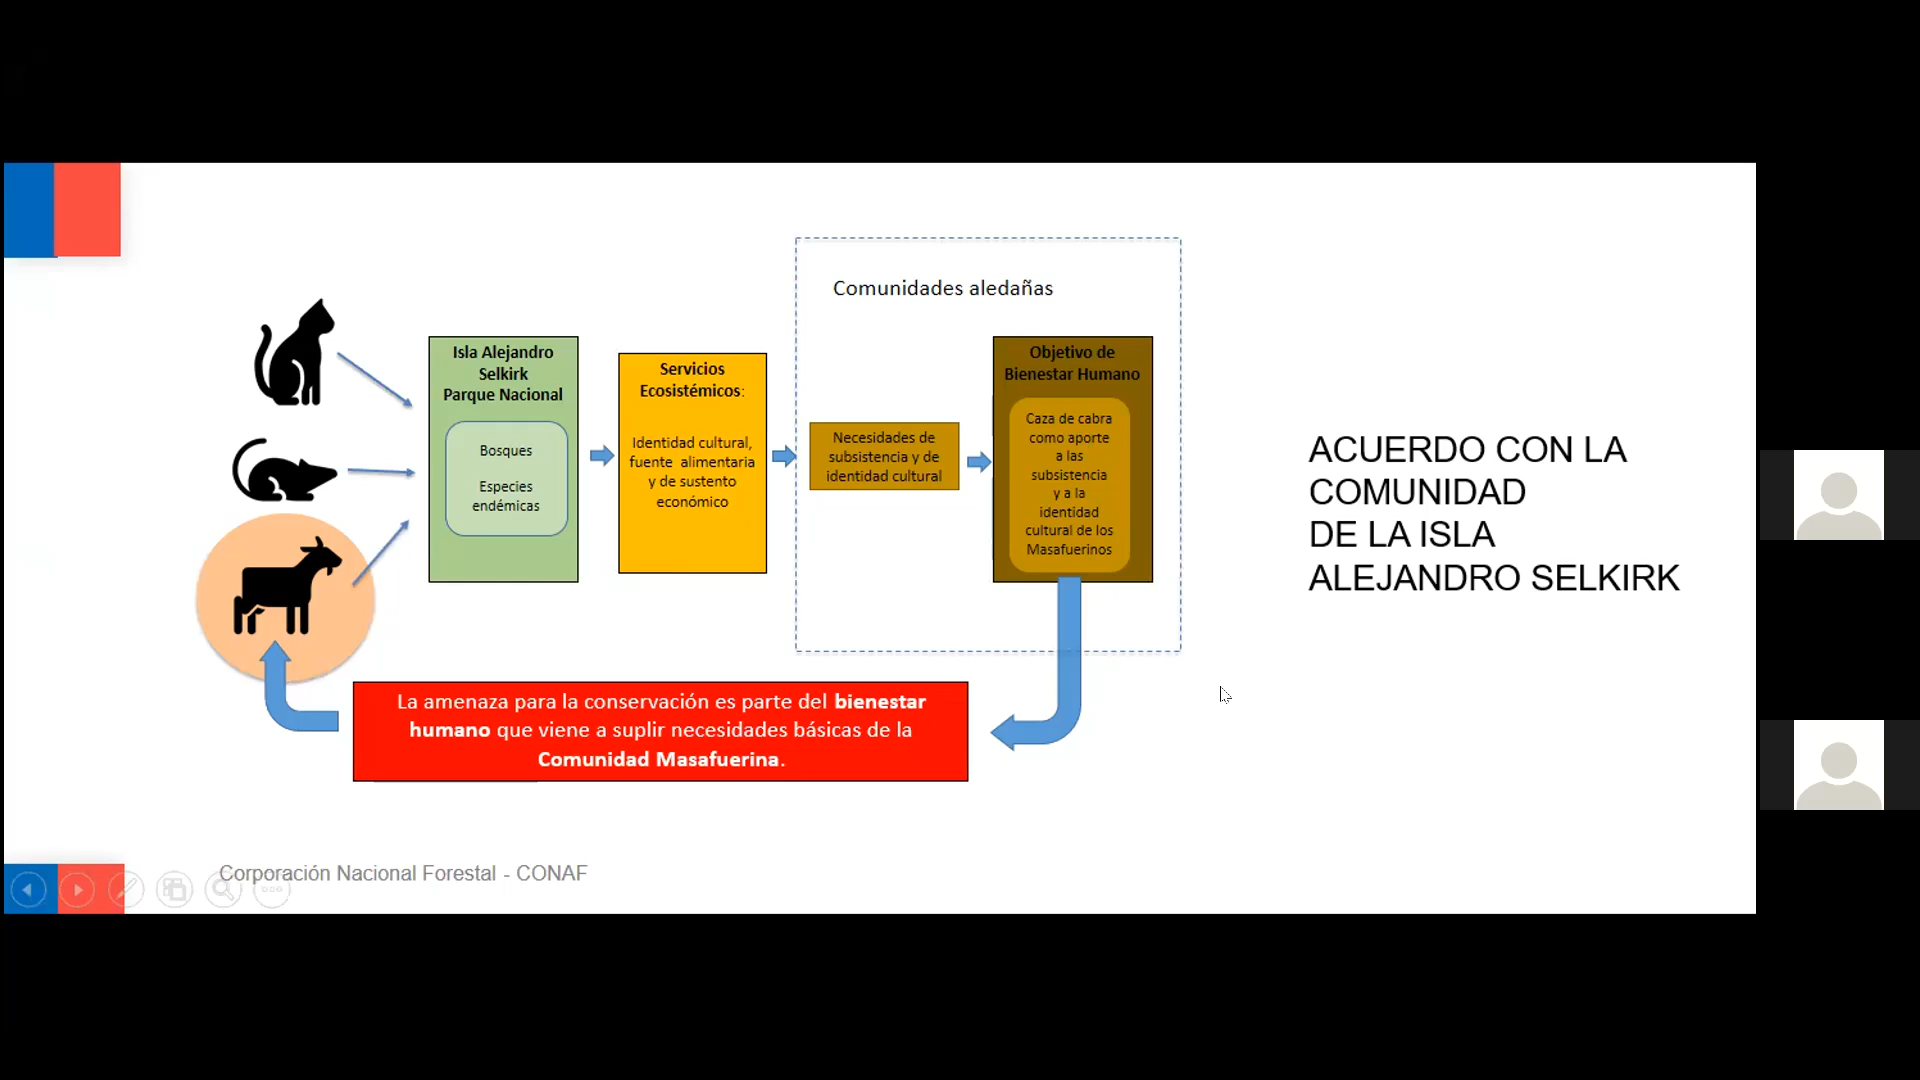 Comunidades aledañas
Isla Alejandro
Selkirk
Parque Nacional
Bosques
Especies
endémicas
Servicios
Ecosistémicos:
Identidad cultural,
fuente alimentaria
y de sustento
económico
Necesidades de
subsistencia y de
identidad cultural
Objetivo de
Bienestar Humano
Caza de cabra
como aporte
a las
subsistencia
y a la
identidad
cultural de los
Masafuerinos
ACUERDO CON LA
COMUNIDAD
DE LA ISLA
ALEJANDRO SELKIRK
La amenaza para la conservación es parte del bienestar
humano que viene a suplir necesidades básicas de la
Comunidad Masafuerina.
Corporación Nacional Forestal - CONAF